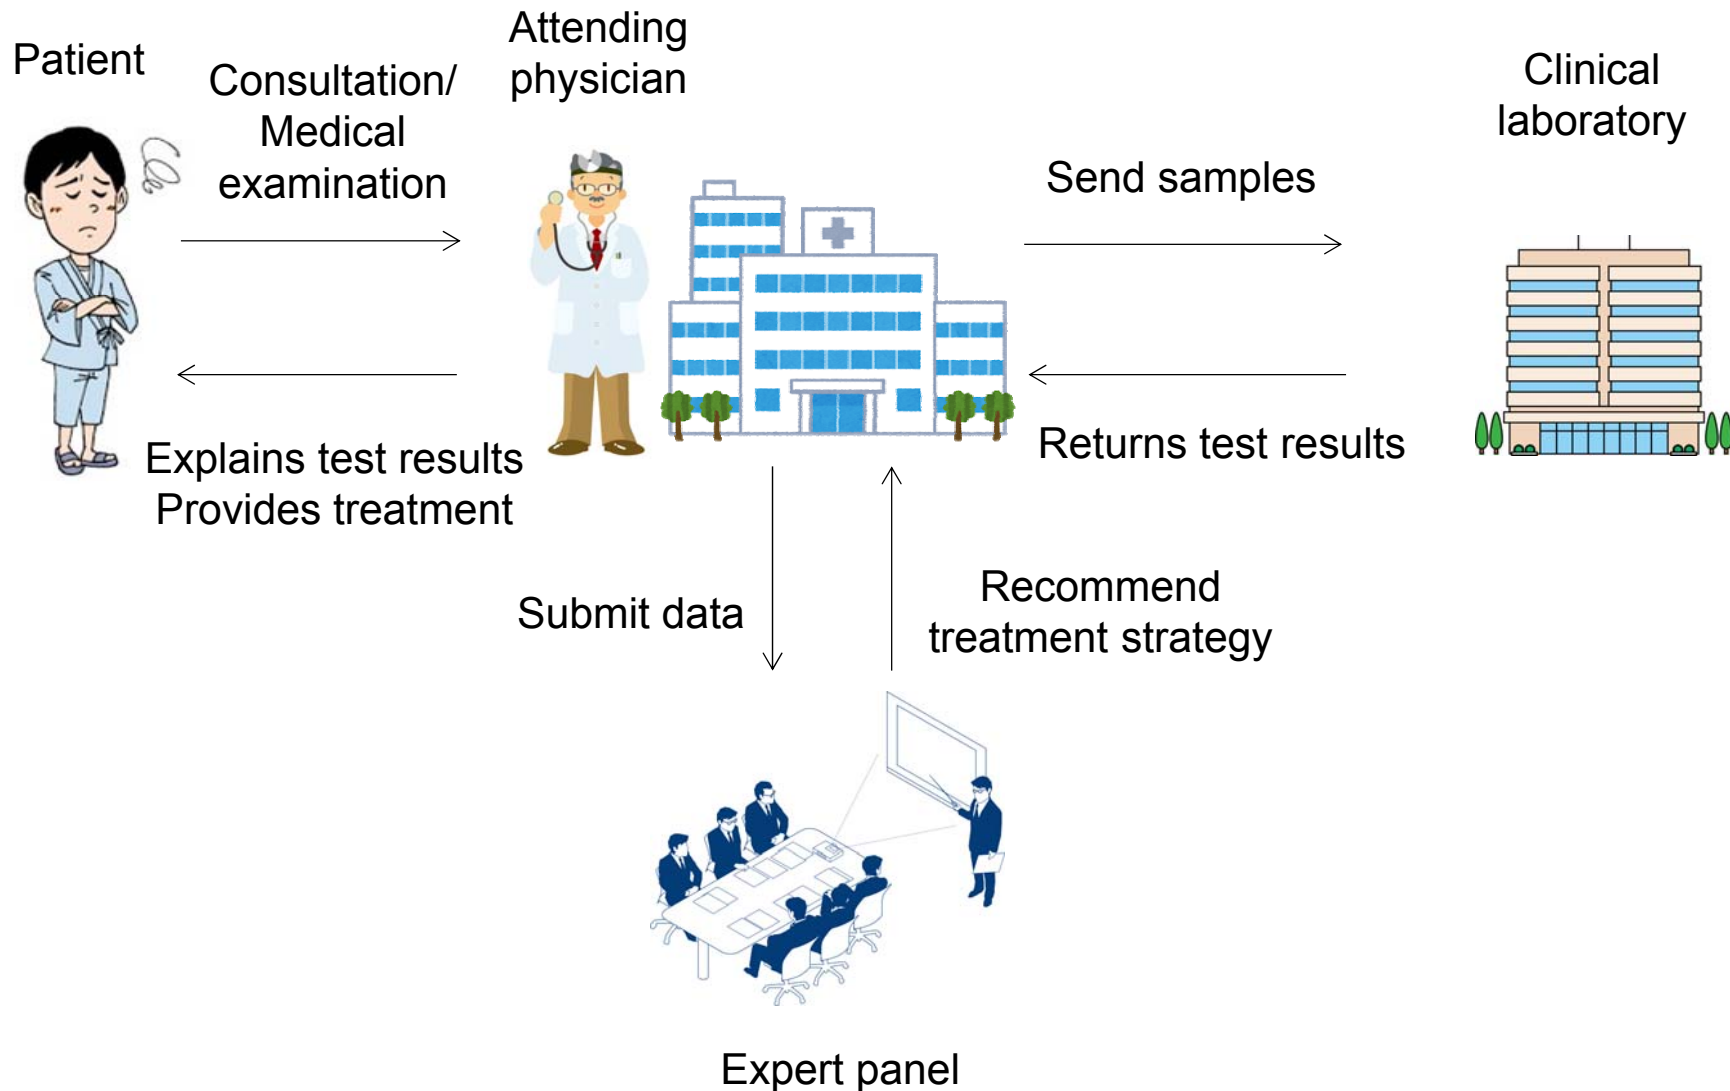 Patient
Consultation/
Medical
examination
Attending
physician
Clinical
laboratory
Send samples
Explains test results
Provides treatment
Returns test results
Submit data
Recommend
treatment strategy
Expert panel